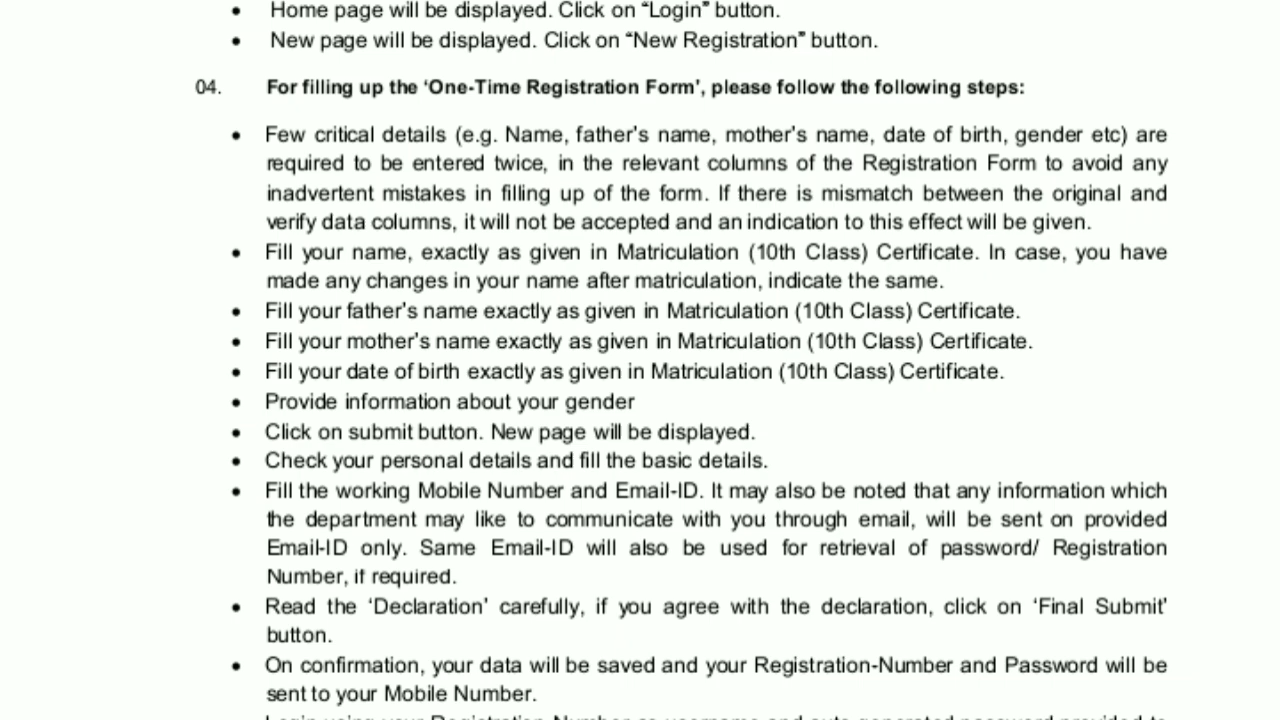 • Home page will be displayed. Click on “Login” button.
• New page will be displayed. Click on “New Registration” button.
04. For filling up the ‘One-Time Registration Form’, please follow the following steps:
• Few critical details (e.g. Name, father's name, mother's name, date of birth, gender etc) are
required to be entered twice, in the relevant columns of the Registration Form to avoid any
inadvertent mistakes in filling up of the form. If there is mismatch between the original and
verify data columns, it will not be accepted and an indication to this effect will be given.
• Fill your name, exactly as given in Matriculation (10th Class) Certificate. In case, you have
made any changes in your name after matriculation, indicate the same.
• Fill your father's name exactly as given in Matriculation (10th Class) Certificate.
• Fill your mother's name exactly as given in Matriculation (10th Class) Certificate.
• Fill your date of birth exactly as given in Matriculation (10th Class) Certificate.
• Provide information about your gender
• Click on submit button. New page will be displayed.
• Check your personal details and fill the basic details.
• Fill the working Mobile Number and Email-ID. It may also be noted that any information which
the department may like to communicate with you through email, will be sent on provided
Email-ID only. Same Email-ID will also be used for retrieval of password/ Registration
Number, if required.
• Read the ‘Declaration’ carefully, if you agree with the declaration, click on ‘Final Submit’
button.
• On confirmation, your data will be saved and your Registration-Number and Password will be
sent to your Mobile Number.